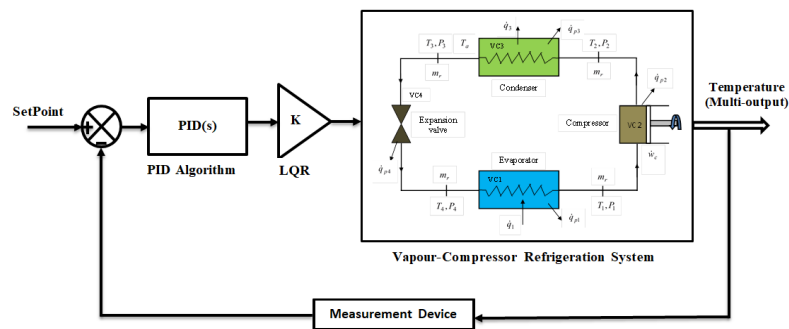 SetPoint
+
-
PID(s)
PID Algorithm
K
LQR
q̇₃
q̇ₚ₃
T₃, P₃
Tₐ
VC3
T₂, P₂
mᵣ
Condenser
mᵣ
VC4
Expansion
valve
q̇ₚ₄
q̇ₚ₂
Compressor
VC 2
ẇ꜀
Evaporator
mᵣ
VC1
mᵣ
T₄, P₄
q̇₁
q̇ₚ₁
T₁, P₁
Temperature
(Multi-output)
Vapour-Compressor Refrigeration System
Measurement Device